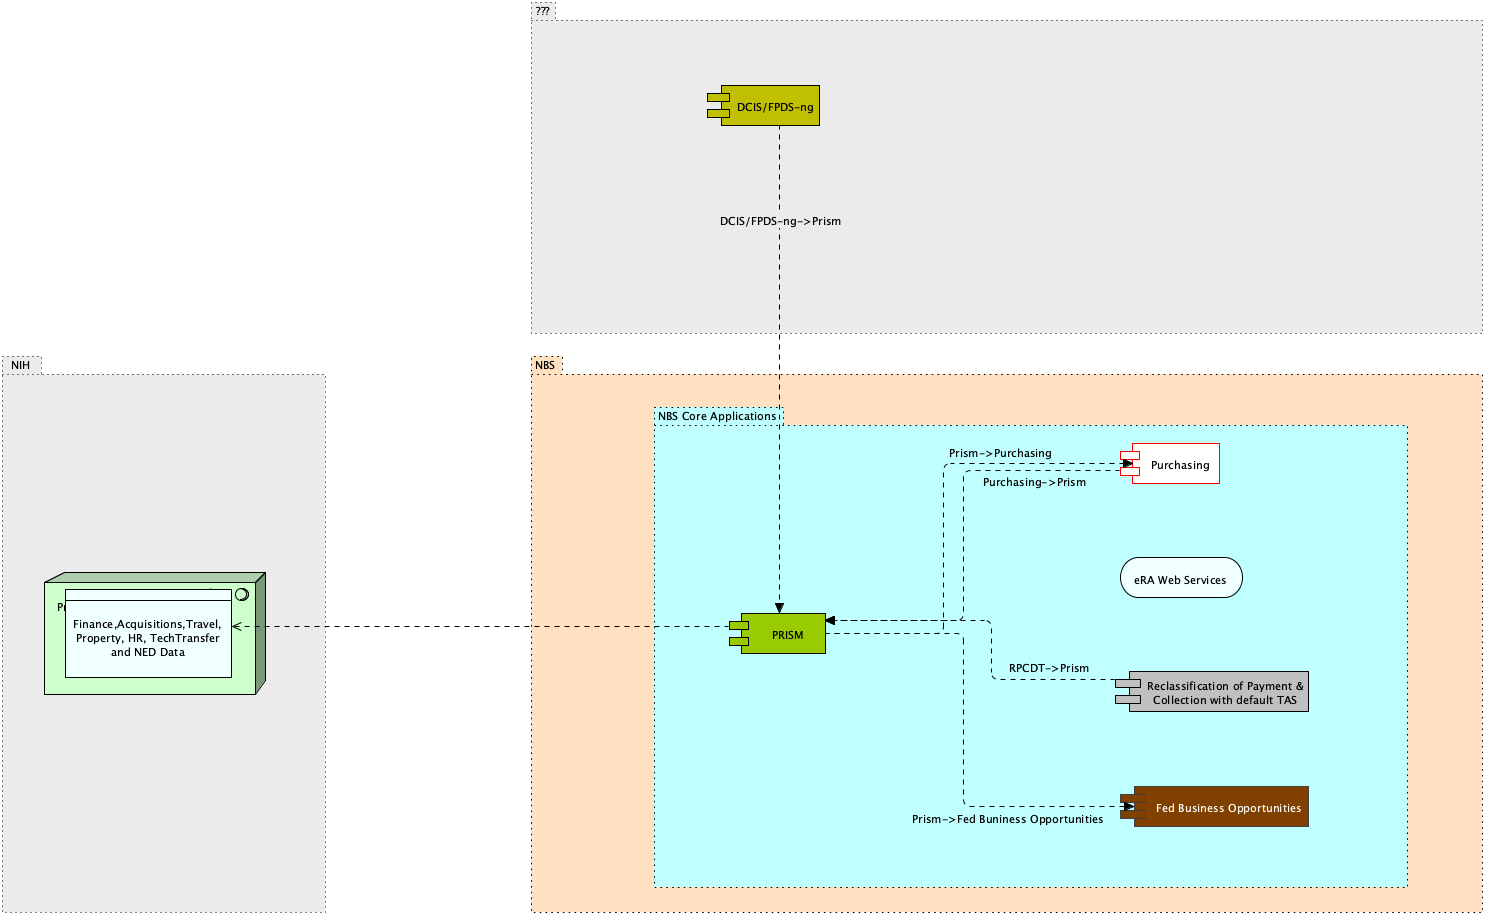 ???
DCIS/FPDS-ng
DCIS/FPDS-ng->Prism
NIH
NBS
NBS Core Applications
Prism->Purchasing
Purchasing
Purchasing->Prism
eRA Web Services
Finance,Acquisitions,Travel,
Property, HR, TechTransfer
and NED Data
PRISM
RPCDT->Prism
Reclassification of Payment &
Collection with default TAS
Fed Business Opportunities
Prism->Fed Buniness Opportunities